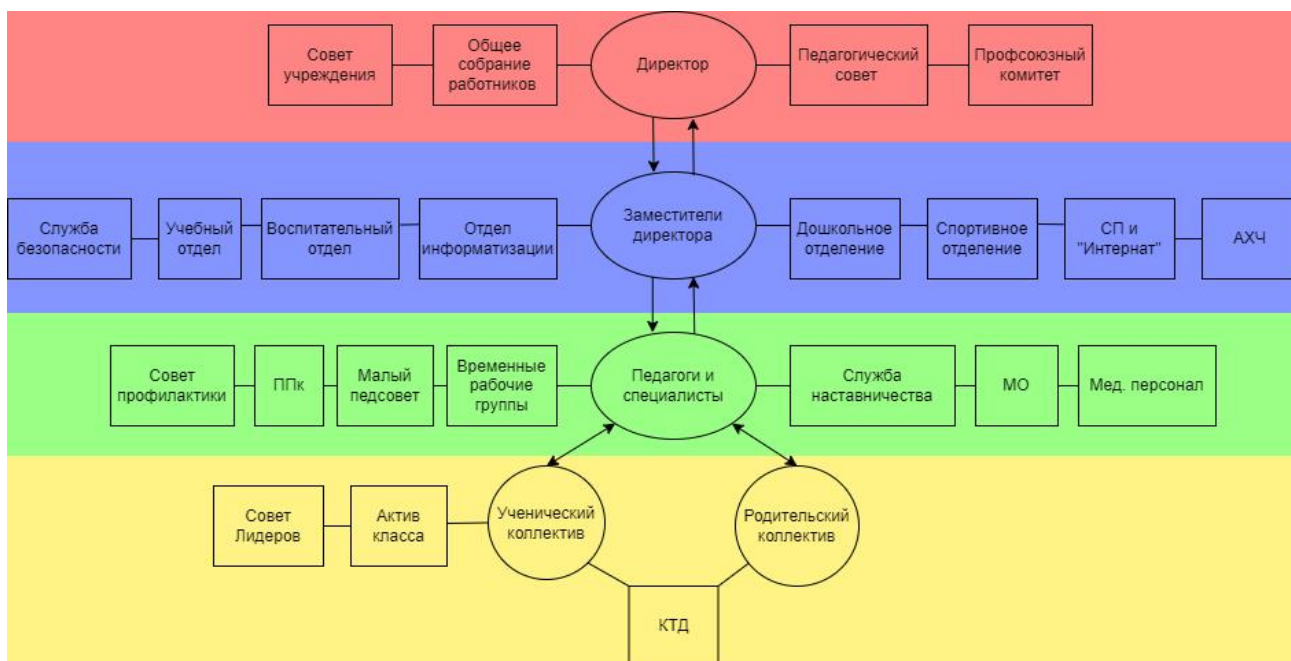 Совет
учреждения
Общее
собрание
работников
Директор
Педагогический
совет
Профсоюзный
комитет
Служба
безопасности
Учебный
отдел
Воспитательный
отдел
Отдел
информатизации
Заместители
директора
Дошкольное
отделение
Спортивное
отделение
СП и
"Интернат"
АХЧ
Совет
профилактики
ППк
Малый
педсовет
Временные
рабочие
группы
Педагоги и
специалисты
Служба
наставничества
МО
Мед. персонал
Совет
Лидеров
Актив
класса
Ученический
коллектив
Родительский
коллектив
КТД